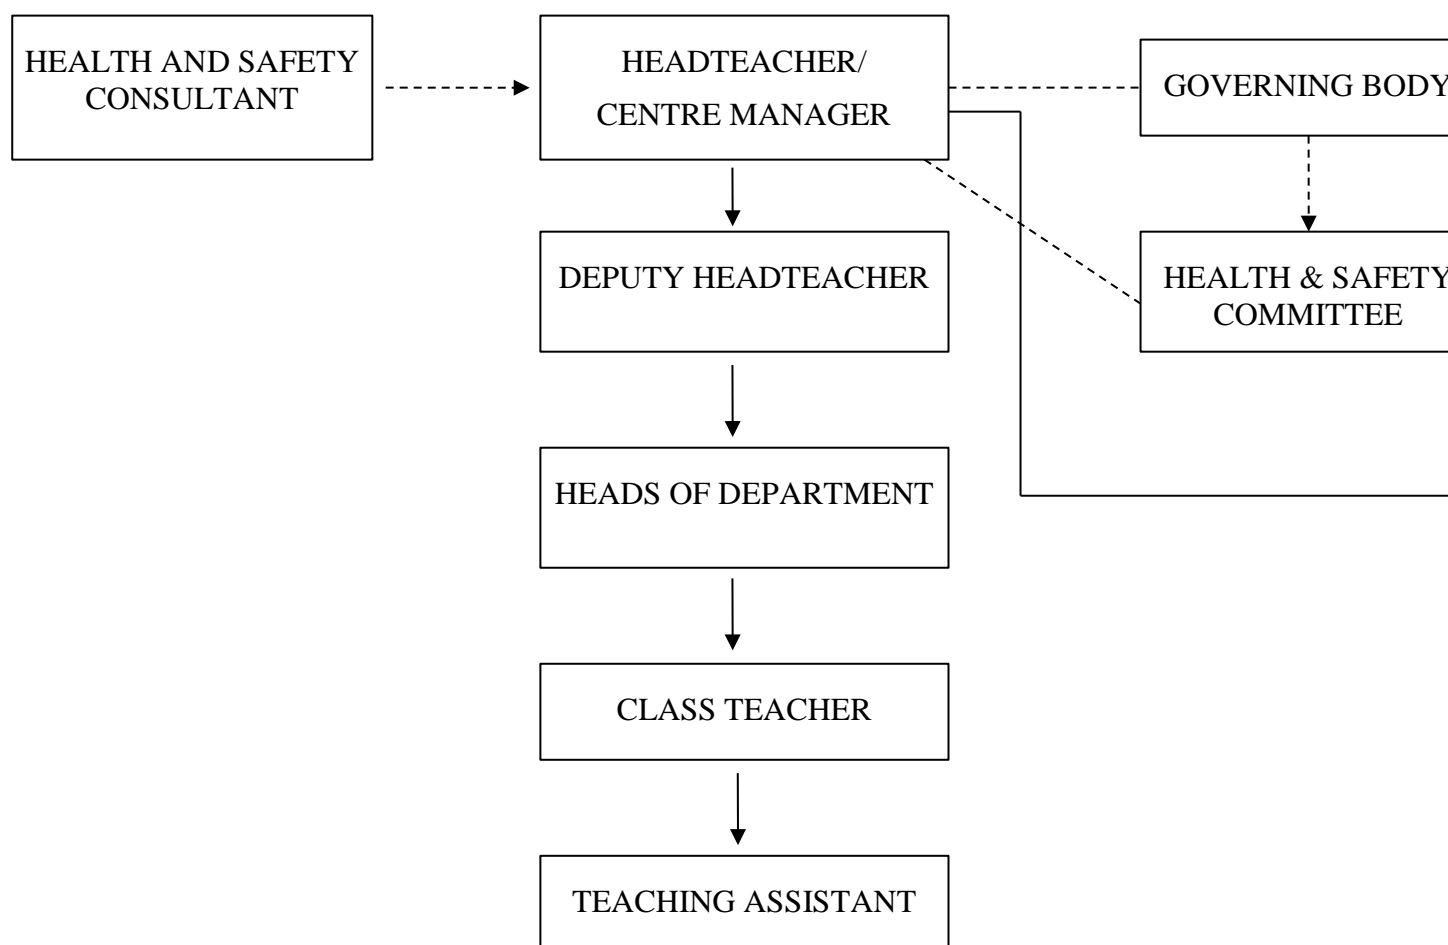 HEALTH AND SAFETY
CONSULTANT
HEADTEACHER/
CENTRE MANAGER
GOVERNING BODY
DEPUTY HEADTEACHER
HEALTH & SAFETY
COMMITTEE
HEADS OF DEPARTMENT
CLASS TEACHER
TEACHING ASSISTANT